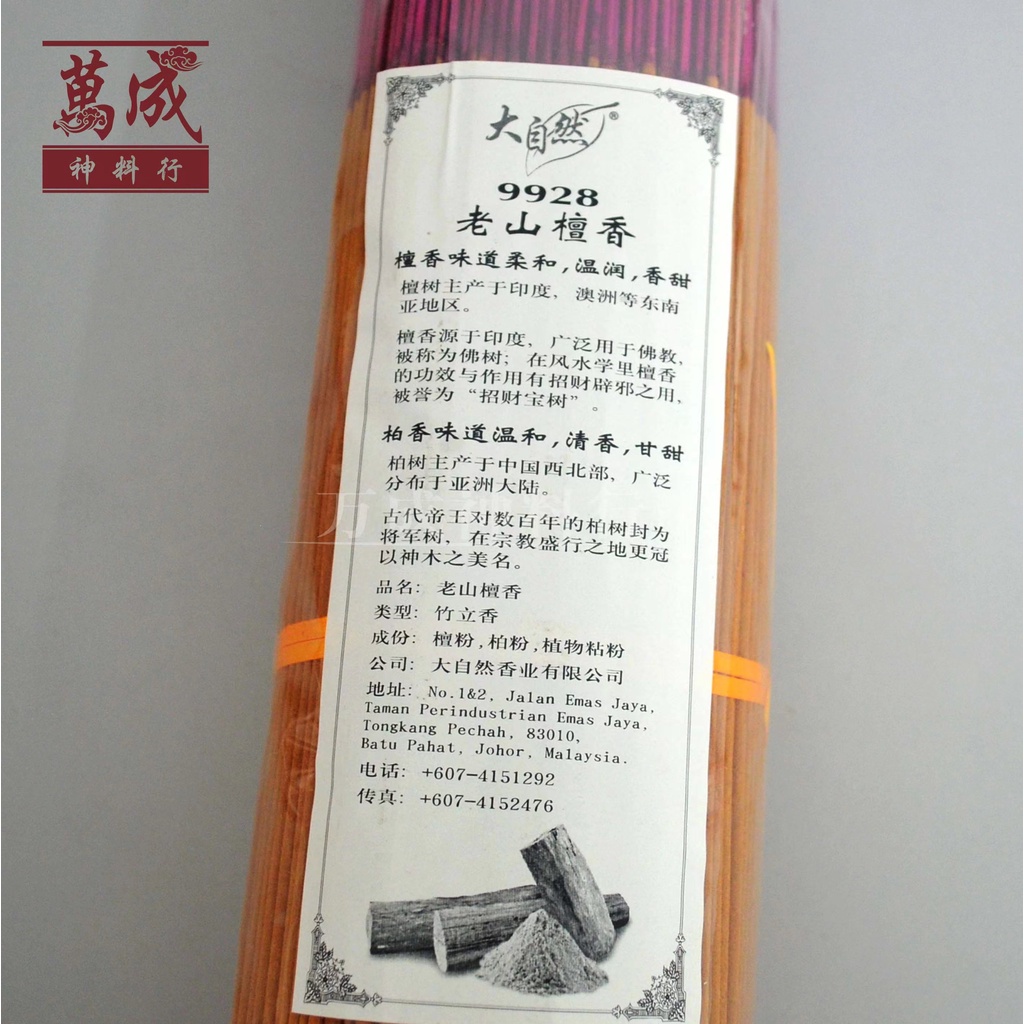 萬成
神料行
大自然®
9928
老山檀香
檀香味道柔和,温润,香甜
檀树主产于印度, 澳洲等东南
亚地区。
檀香源于印度, 广泛用于佛教,
被称为佛树; 在风水学里檀香
的功效与作用有招财辟邪之用,
被誉为“招财宝树”。
柏香味道温和,清香,甘甜
柏树主产于中国西北部, 广泛
分布于亚洲大陆。
古代帝王对数百年的柏树封为
将军树, 在宗教盛行之地更冠
以神木之美名。
品名: 老山檀香
类型: 竹立香
成份: 檀粉,柏粉,植物粘粉
公司: 大自然香业有限公司
地址: No.1&2, Jalan Emas Jaya,
Taman Perindustrian Emas Jaya,
Tongkang Pechah, 83010,
Batu Pahat, Johor, Malaysia.
电话: +607-4151292
传真: +607-4152476